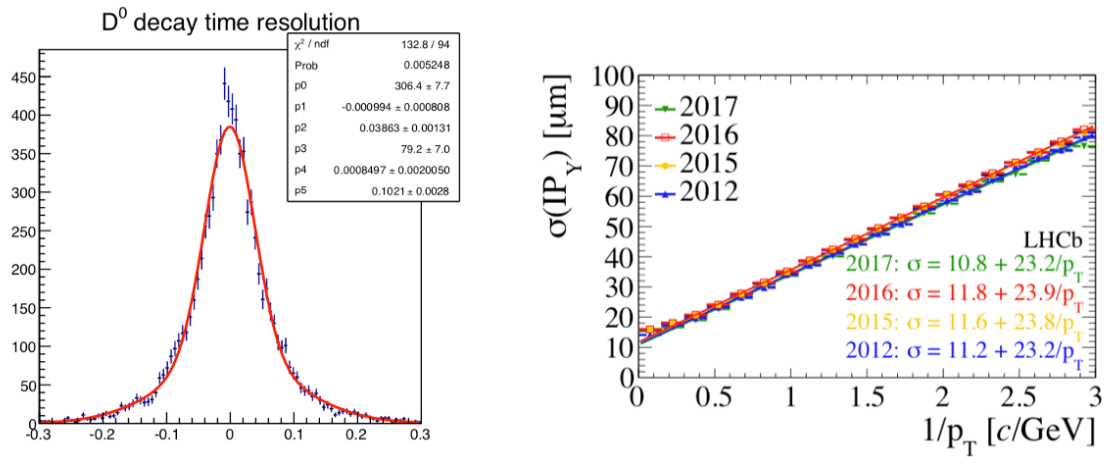 D⁰ decay time resolution
χ² / ndf 132.8 / 94
Prob 0.005248
p0 306.4 ± 7.7
p1 -0.000994 ± 0.000808
p2 0.03863 ± 0.00131
p3 79.2 ± 7.0
p4 0.0008497 ± 0.0020050
p5 0.1021 ± 0.0028
450
400
350
300
250
200
150
100
50
0
-0.3 -0.2 -0.1 0 0.1 0.2 0.3
σ(IP_Y) [μm]
100
90
80
70
60
50
40
30
20
10
0
2017
2016
2015
2012
LHCb
2017: σ = 10.8 + 23.2/p_T
2016: σ = 11.8 + 23.9/p_T
2015: σ = 11.6 + 23.8/p_T
2012: σ = 11.2 + 23.2/p_T
0 0.5 1 1.5 2 2.5 3
1/p_T [c/GeV]